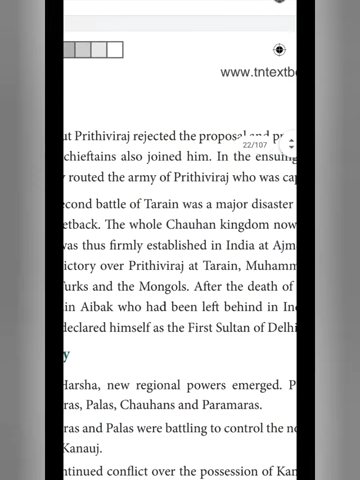 www.tntextb
ut Prithiviraj rejected the proposal and
22/107
chieftains also joined him. In the ensuing
routed the army of Prithiviraj who was
econd battle of Tarain was a major disaster
etback. The whole Chauhan kingdom now
was thus firmly established in India at Ajm
ictory over Prithiviraj at Tarain, Muhamm
Turks and the Mongols. After the death of
in Aibak who had been left behind in In
declared himself as the First Sultan of Delhi
y
Harsha, new regional powers emerged. P
ras, Palas, Chauhans and Paramaras.
ras and Palas were battling to control the no
Kanauj.
ntinued conflict over the possession of Kan